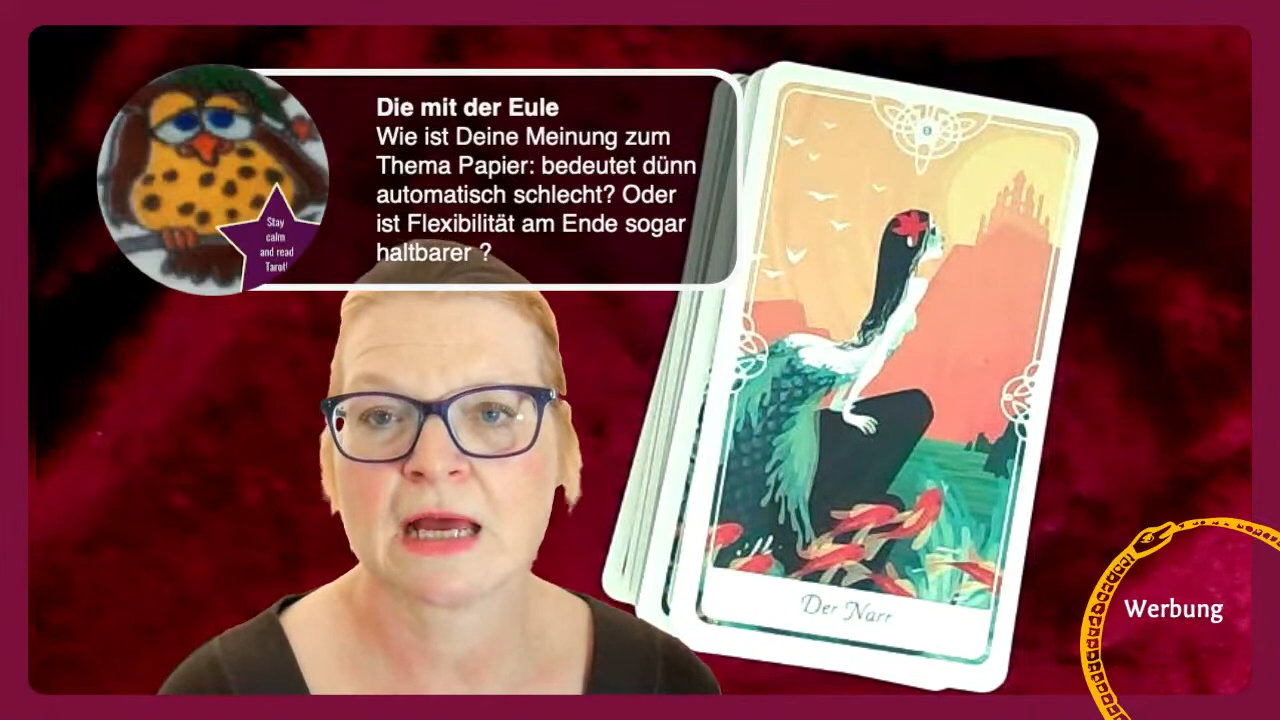 Die mit der Eule
Wie ist Deine Meinung zum
Thema Papier: bedeutet dünn
automatisch schlecht? Oder
ist Flexibilität am Ende sogar
haltbarer ?
Stay
calm
and read
Tarot!
0
Der Narr
Werbung